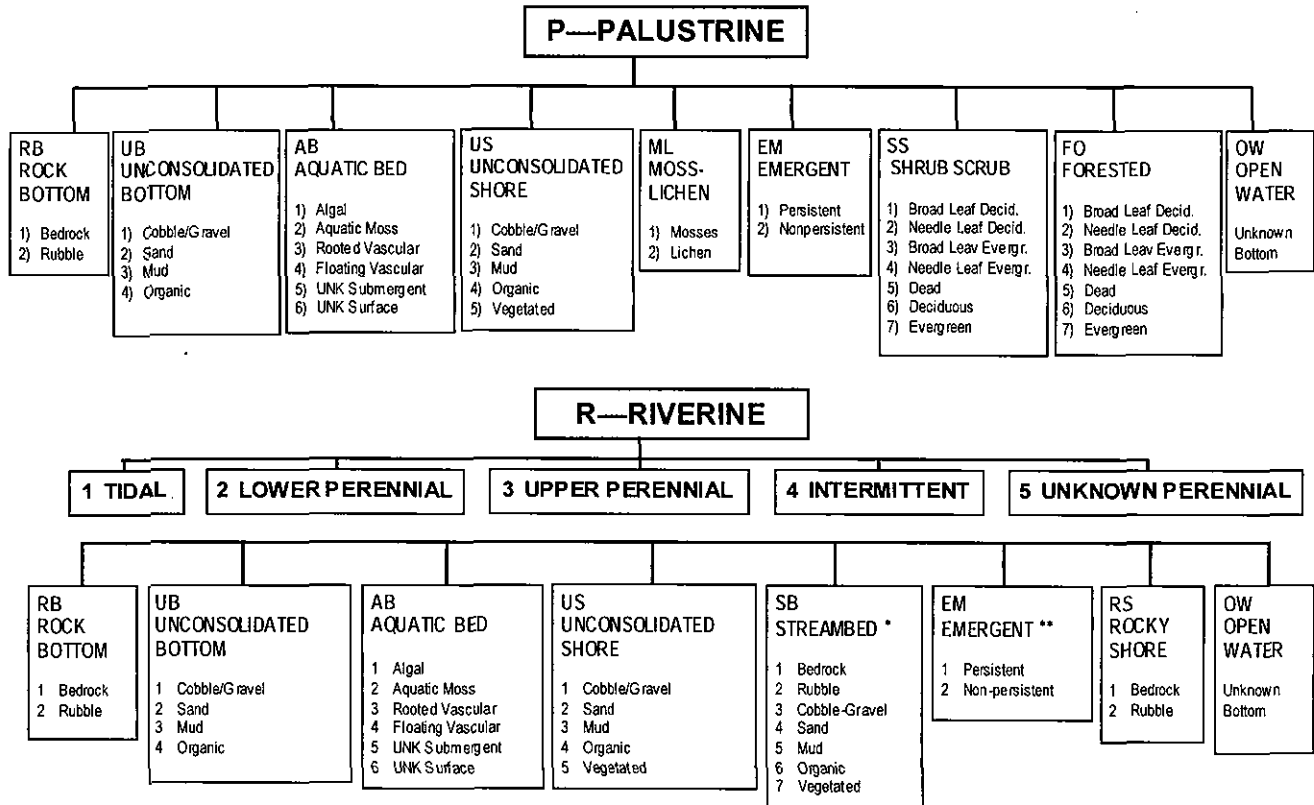 P—PALUSTRINE
RB
ROCK
BOTTOM
1) Bedrock
2) Rubble
UB
UNCONSOLIDATED
BOTTOM
1) Cobble/Gravel
2) Sand
3) Mud
4) Organic
AB
AQUATIC BED
1) Algal
2) Aquatic Moss
3) Rooted Vascular
4) Floating Vascular
5) UNK Submergent
6) UNK Surface
US
UNCONSOLIDATED
SHORE
1) Cobble/Gravel
2) Sand
3) Mud
4) Organic
5) Vegetated
ML
MOSS-
LICHEN
1) Mosses
2) Lichen
EM
EMERGENT
1) Persistent
2) Nonpersistent
SS
SHRUB SCRUB
1) Broad Leaf Decid.
2) Needle Leaf Decid.
3) Broad Leav Evergr.
4) Needle Leaf Evergr.
5) Dead
6) Deciduous
7) Evergreen
FO
FORESTED
1) Broad Leaf Decid.
2) Needle Leaf Decid.
3) Broad Leav Evergr.
4) Needle Leaf Evergr.
5) Dead
6) Deciduous
7) Evergreen
OW
OPEN
WATER
Unknown
Bottom
R—RIVERINE
1 TIDAL
2 LOWER PERENNIAL
3 UPPER PERENNIAL
4 INTERMITTENT
5 UNKNOWN PERENNIAL
RB
ROCK
BOTTOM
1 Bedrock
2 Rubble
UB
UNCONSOLIDATED
BOTTOM
1 Cobble/Gravel
2 Sand
3 Mud
4 Organic
AB
AQUATIC BED
1 Algal
2 Aquatic Moss
3 Rooted Vascular
4 Floating Vascular
5 UNK Submergent
6 UNK Surface
US
UNCONSOLIDATED
SHORE
1 Cobble/Gravel
2 Sand
3 Mud
4 Organic
5 Vegetated
SB
STREAMBED *
1 Bedrock
2 Rubble
3 Cobble-Gravel
4 Sand
5 Mud
6 Organic
7 Vegetated
EM
EMERGENT **
1 Persistent
2 Non-persistent
RS
ROCKY
SHORE
1 Bedrock
2 Rubble
OW
OPEN
WATER
Unknown
Bottom